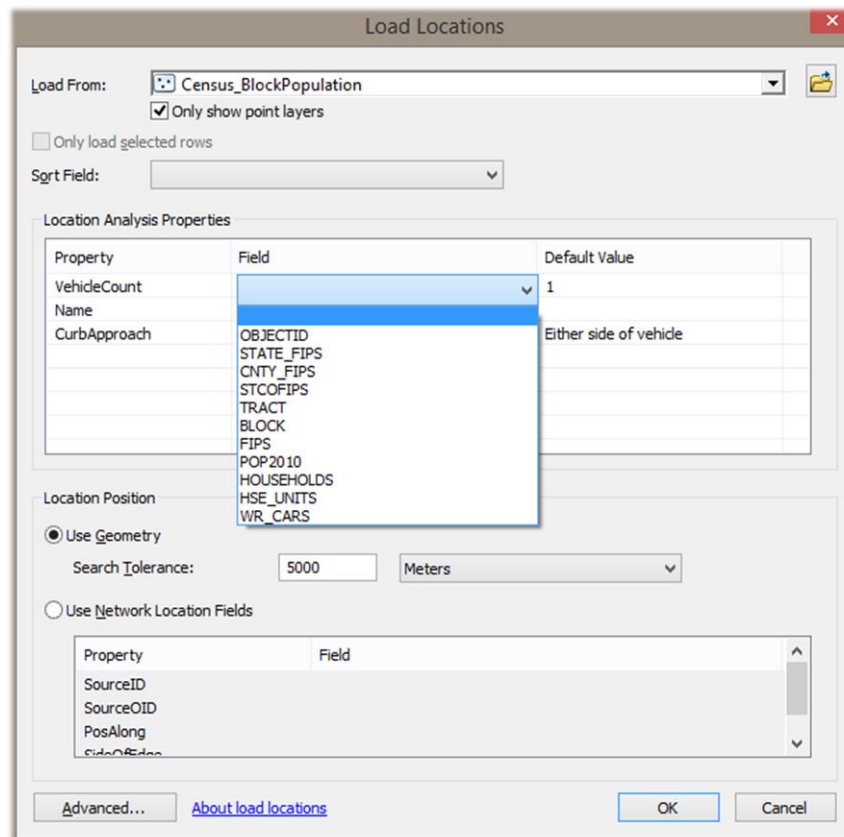 Load Locations
Load From: Census_BlockPopulation
Only show point layers
Only load selected rows
Sort Field:
Location Analysis Properties
Property Field Default Value
VehicleCount 1
Name
CurbApproach Either side of vehicle
OBJECTID
STATE_FIPS
CNTY_FIPS
STCOFIPS
TRACT
BLOCK
FIPS
POP2010
HOUSEHOLDS
HSE_UNITS
WR_CARS
Location Position
Use Geometry
Search Tolerance: 5000 Meters
Use Network Location Fields
Property Field
SourceID
SourceOID
PosAlong
SideOfEdge
Advanced... About load locations OK Cancel